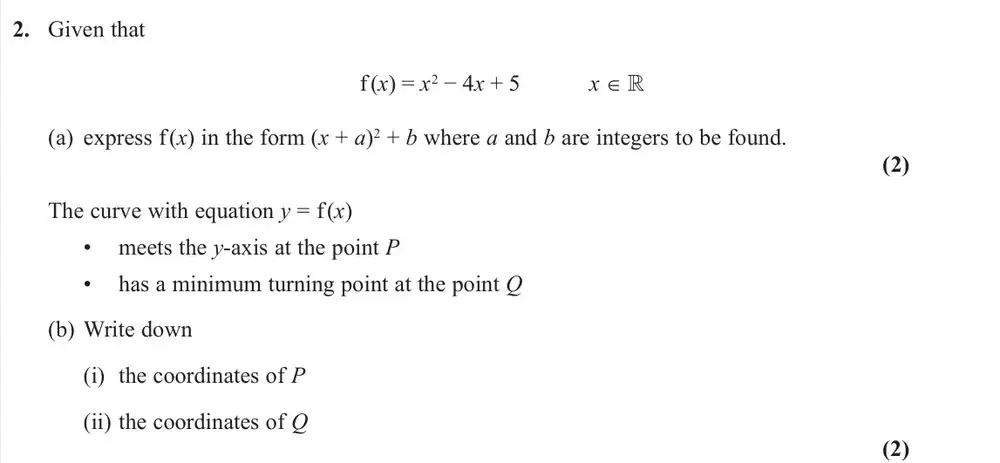 2. Given that
f(x) = x² − 4x + 5 x ∈ ℝ
(a) express f(x) in the form (x + a)² + b where a and b are integers to be found.
(2)
The curve with equation y = f(x)
• meets the y-axis at the point P
• has a minimum turning point at the point Q
(b) Write down
(i) the coordinates of P
(ii) the coordinates of Q
(2)